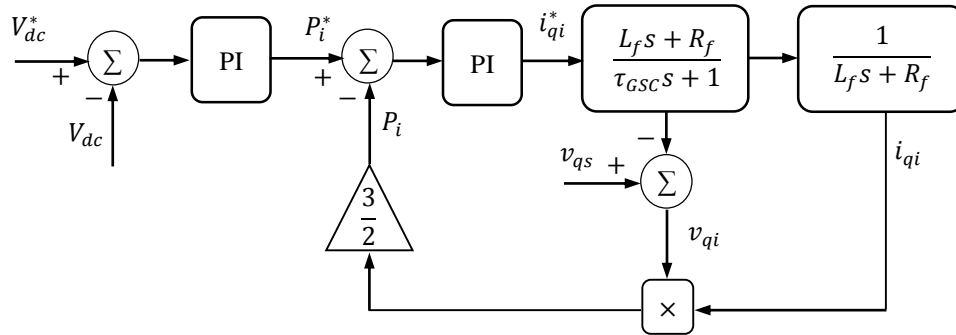 V*dc
+
∑
−
Vdc
PI
P*i
+
∑
−
Pi
PI
i*qi
Lf s + Rf
τGSC s + 1
1
Lf s + Rf
iqi
−
vqs
+
∑
vqi
×
3
2